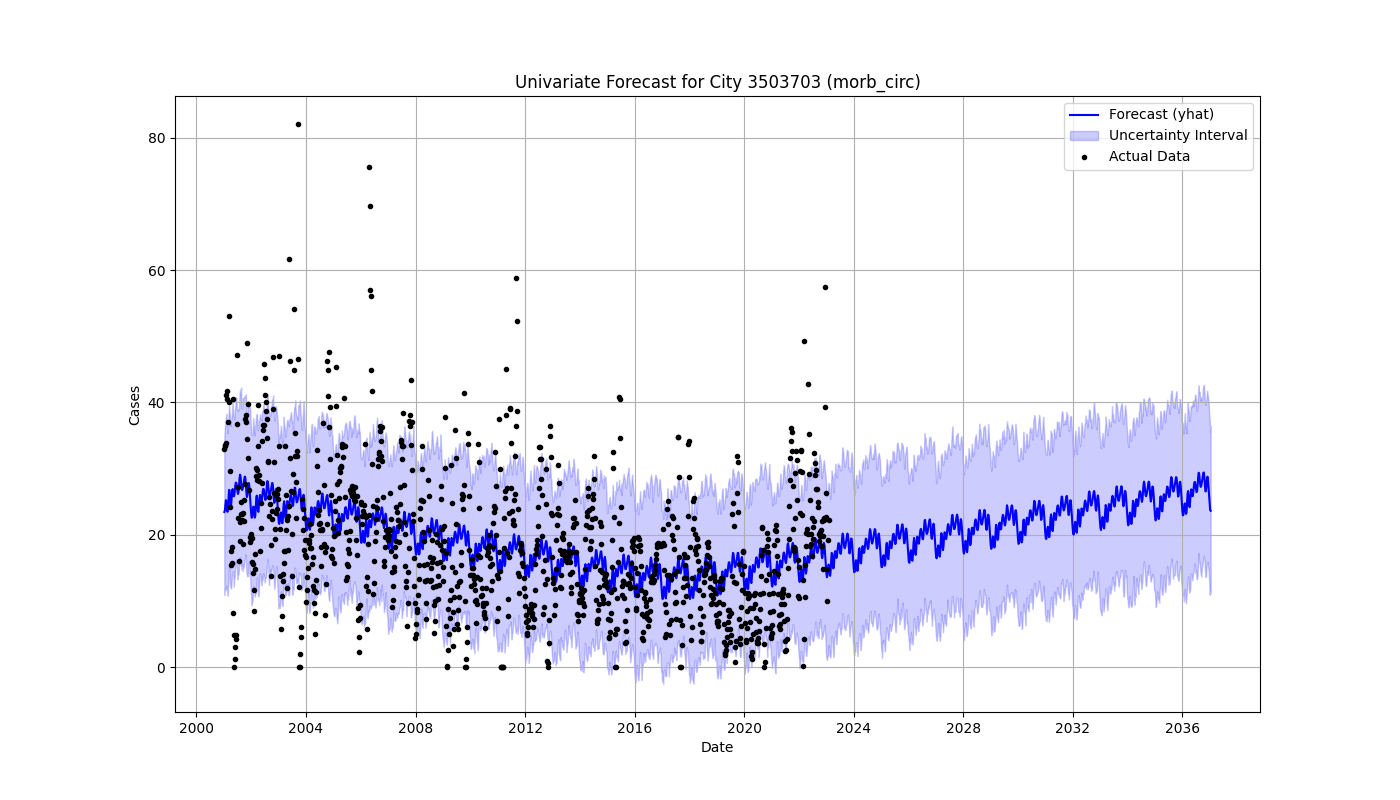 Univariate Forecast for City 3503703 (morb_circ)
Forecast (yhat)
Uncertainty Interval
Actual Data
80
60
40
20
0
Cases
2000 2004 2008 2012 2016 2020 2024 2028 2032 2036
Date